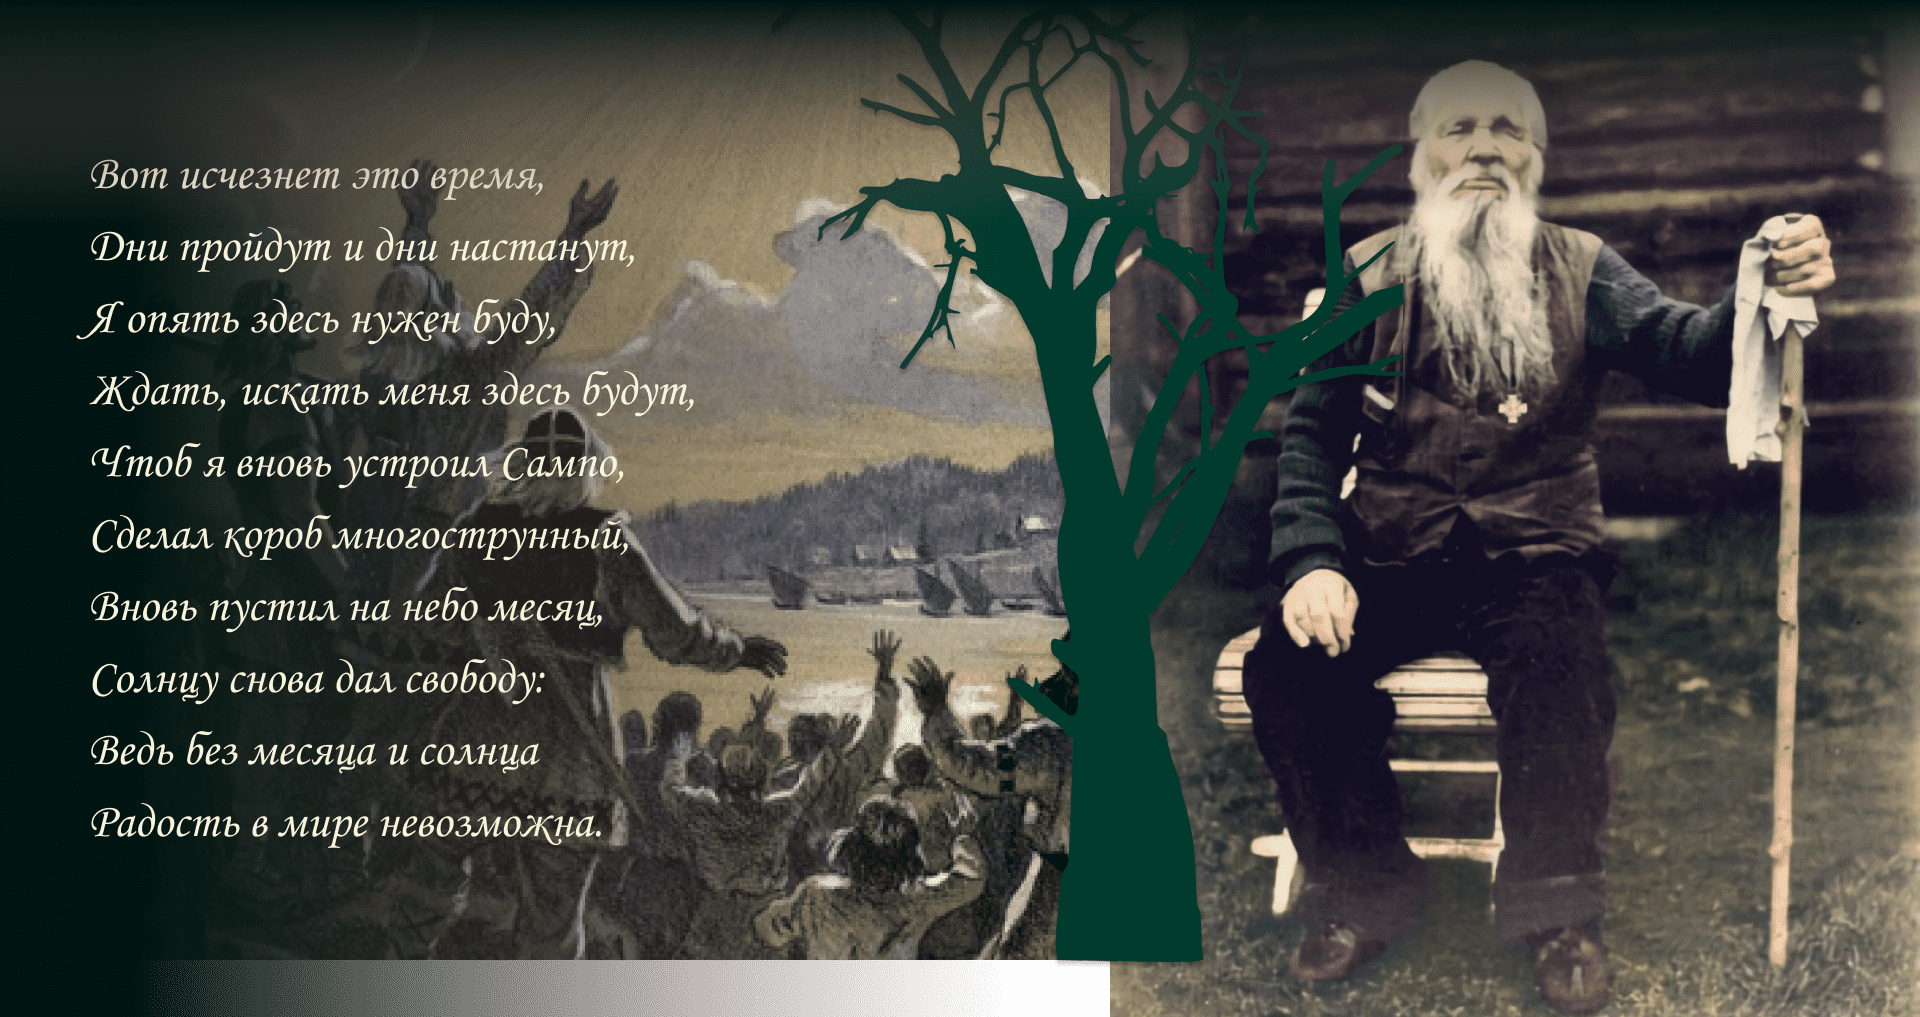 Вот исчезнет это время,
Дни пройдут и дни настанут,
Я опять здесь нужен буду,
Ждать, искать меня здесь будут,
Чтоб я вновь устроил Сампо,
Сделал короб многострунный,
Вновь пустил на небо месяц,
Солнцу снова дал свободу:
Ведь без месяца и солнца
Радость в мире невозможна.